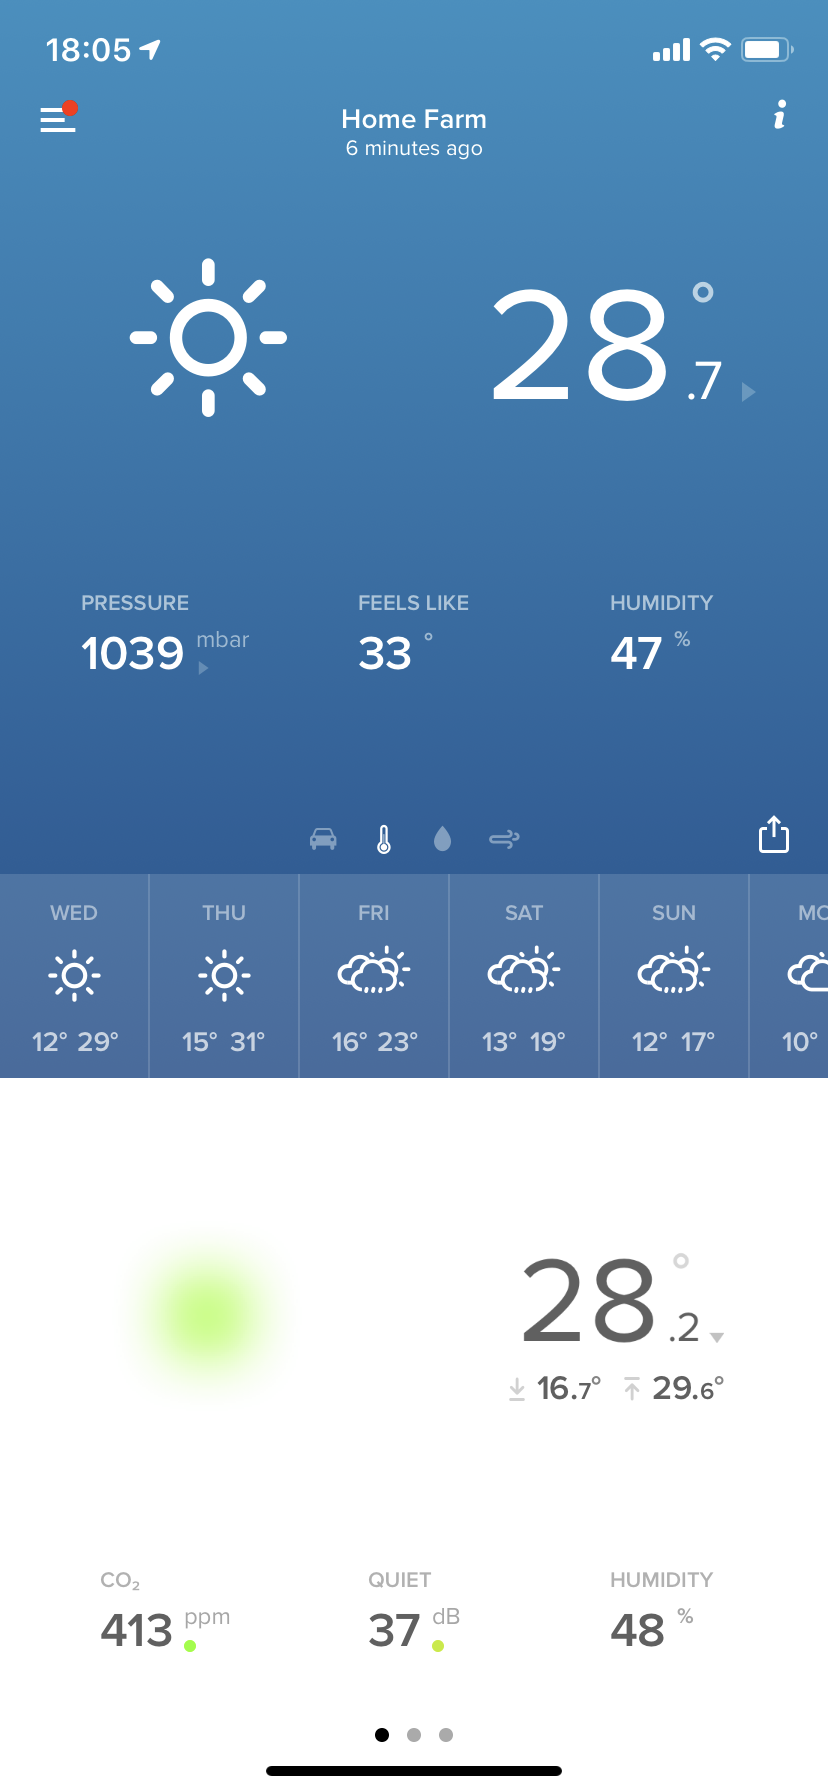 18:05
Home Farm
6 minutes ago
28°.7
PRESSURE FEELS LIKE HUMIDITY
1039 mbar 33° 47 %
WED THU FRI SAT SUN MO
12° 29° 15° 31° 16° 23° 13° 19° 12° 17° 10°
28°.2
16.7° 29.6°
CO₂ QUIET HUMIDITY
413 ppm 37 dB 48 %